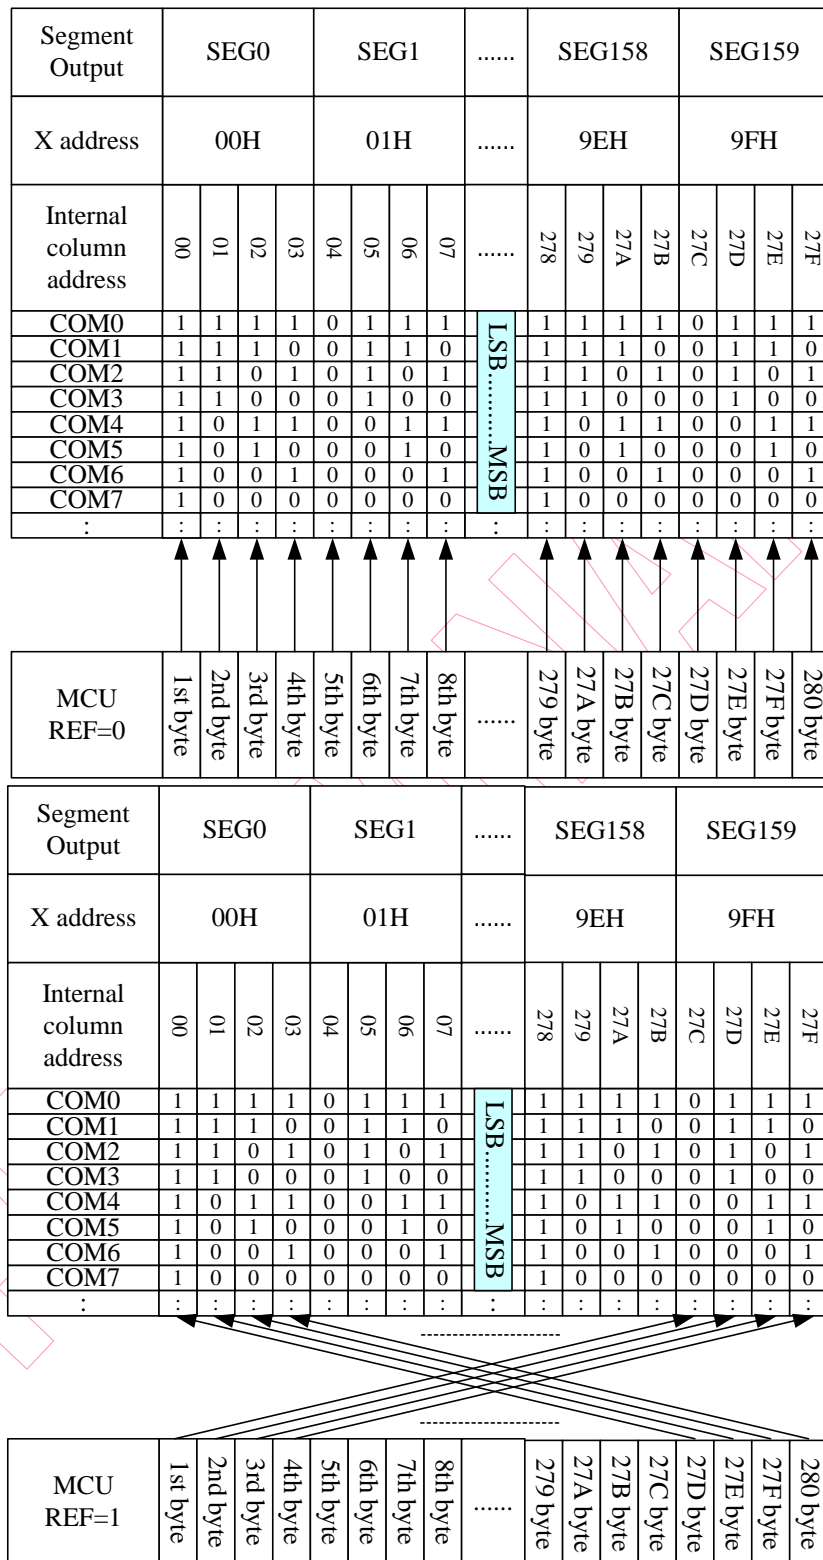 Segment
Output SEG0 SEG1 ...... SEG158 SEG159
X address 00H 01H ...... 9EH 9FH
Internal
column
address 00 01 02 03 04 05 06 07 ...... 278 279 27A 27B 27C 27D 27E 27F
COM0 1 1 1 1 0 1 1 1 1 1 1 1 0 1 1 1
COM1 1 1 1 0 0 1 1 0 1 1 1 0 0 1 1 0
COM2 1 1 0 1 0 1 0 1 1 1 0 1 0 1 0 1
COM3 1 1 0 0 0 1 0 0 1 1 0 0 0 1 0 0
COM4 1 0 1 1 0 0 1 1 1 0 1 1 0 0 1 1
COM5 1 0 1 0 0 0 1 0 1 0 1 0 0 0 1 0
COM6 1 0 0 1 0 0 0 1 1 0 0 1 0 0 0 1
COM7 1 0 0 0 0 0 0 0 1 0 0 0 0 0 0 0
LSB............MSB
: : : : : : : : : : : : : : : : : :
MCU
REF=0 1st byte 2nd byte 3rd byte 4th byte 5th byte 6th byte 7th byte 8th byte ...... 279 byte 27A byte 27B byte 27C byte 27D byte 27E byte 27F byte 280 byte
Segment
Output SEG0 SEG1 ...... SEG158 SEG159
X address 00H 01H ...... 9EH 9FH
Internal
column
address 00 01 02 03 04 05 06 07 ...... 278 279 27A 27B 27C 27D 27E 27F
COM0 1 1 1 1 0 1 1 1 1 1 1 1 0 1 1 1
COM1 1 1 1 0 0 1 1 0 1 1 1 0 0 1 1 0
COM2 1 1 0 1 0 1 0 1 1 1 0 1 0 1 0 1
COM3 1 1 0 0 0 1 0 0 1 1 0 0 0 1 0 0
COM4 1 0 1 1 0 0 1 1 1 0 1 1 0 0 1 1
COM5 1 0 1 0 0 0 1 0 1 0 1 0 0 0 1 0
COM6 1 0 0 1 0 0 0 1 1 0 0 1 0 0 0 1
COM7 1 0 0 0 0 0 0 0 1 0 0 0 0 0 0 0
LSB............MSB
: : : : : : : : : : : : : : : : : :
MCU
REF=1 1st byte 2nd byte 3rd byte 4th byte 5th byte 6th byte 7th byte 8th byte ...... 279 byte 27A byte 27B byte 27C byte 27D byte 27E byte 27F byte 280 byte